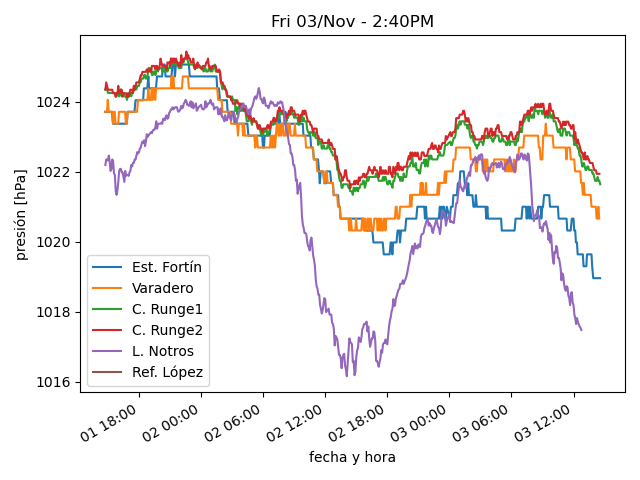 Fri 03/Nov - 2:40PM
presión [hPa]
1024
1022
1020
1018
1016
Est. Fortín
Varadero
C. Runge1
C. Runge2
L. Notros
Ref. López
01 18:00
02 00:00
02 06:00
02 12:00
02 18:00
03 00:00
03 06:00
03 12:00
fecha y hora